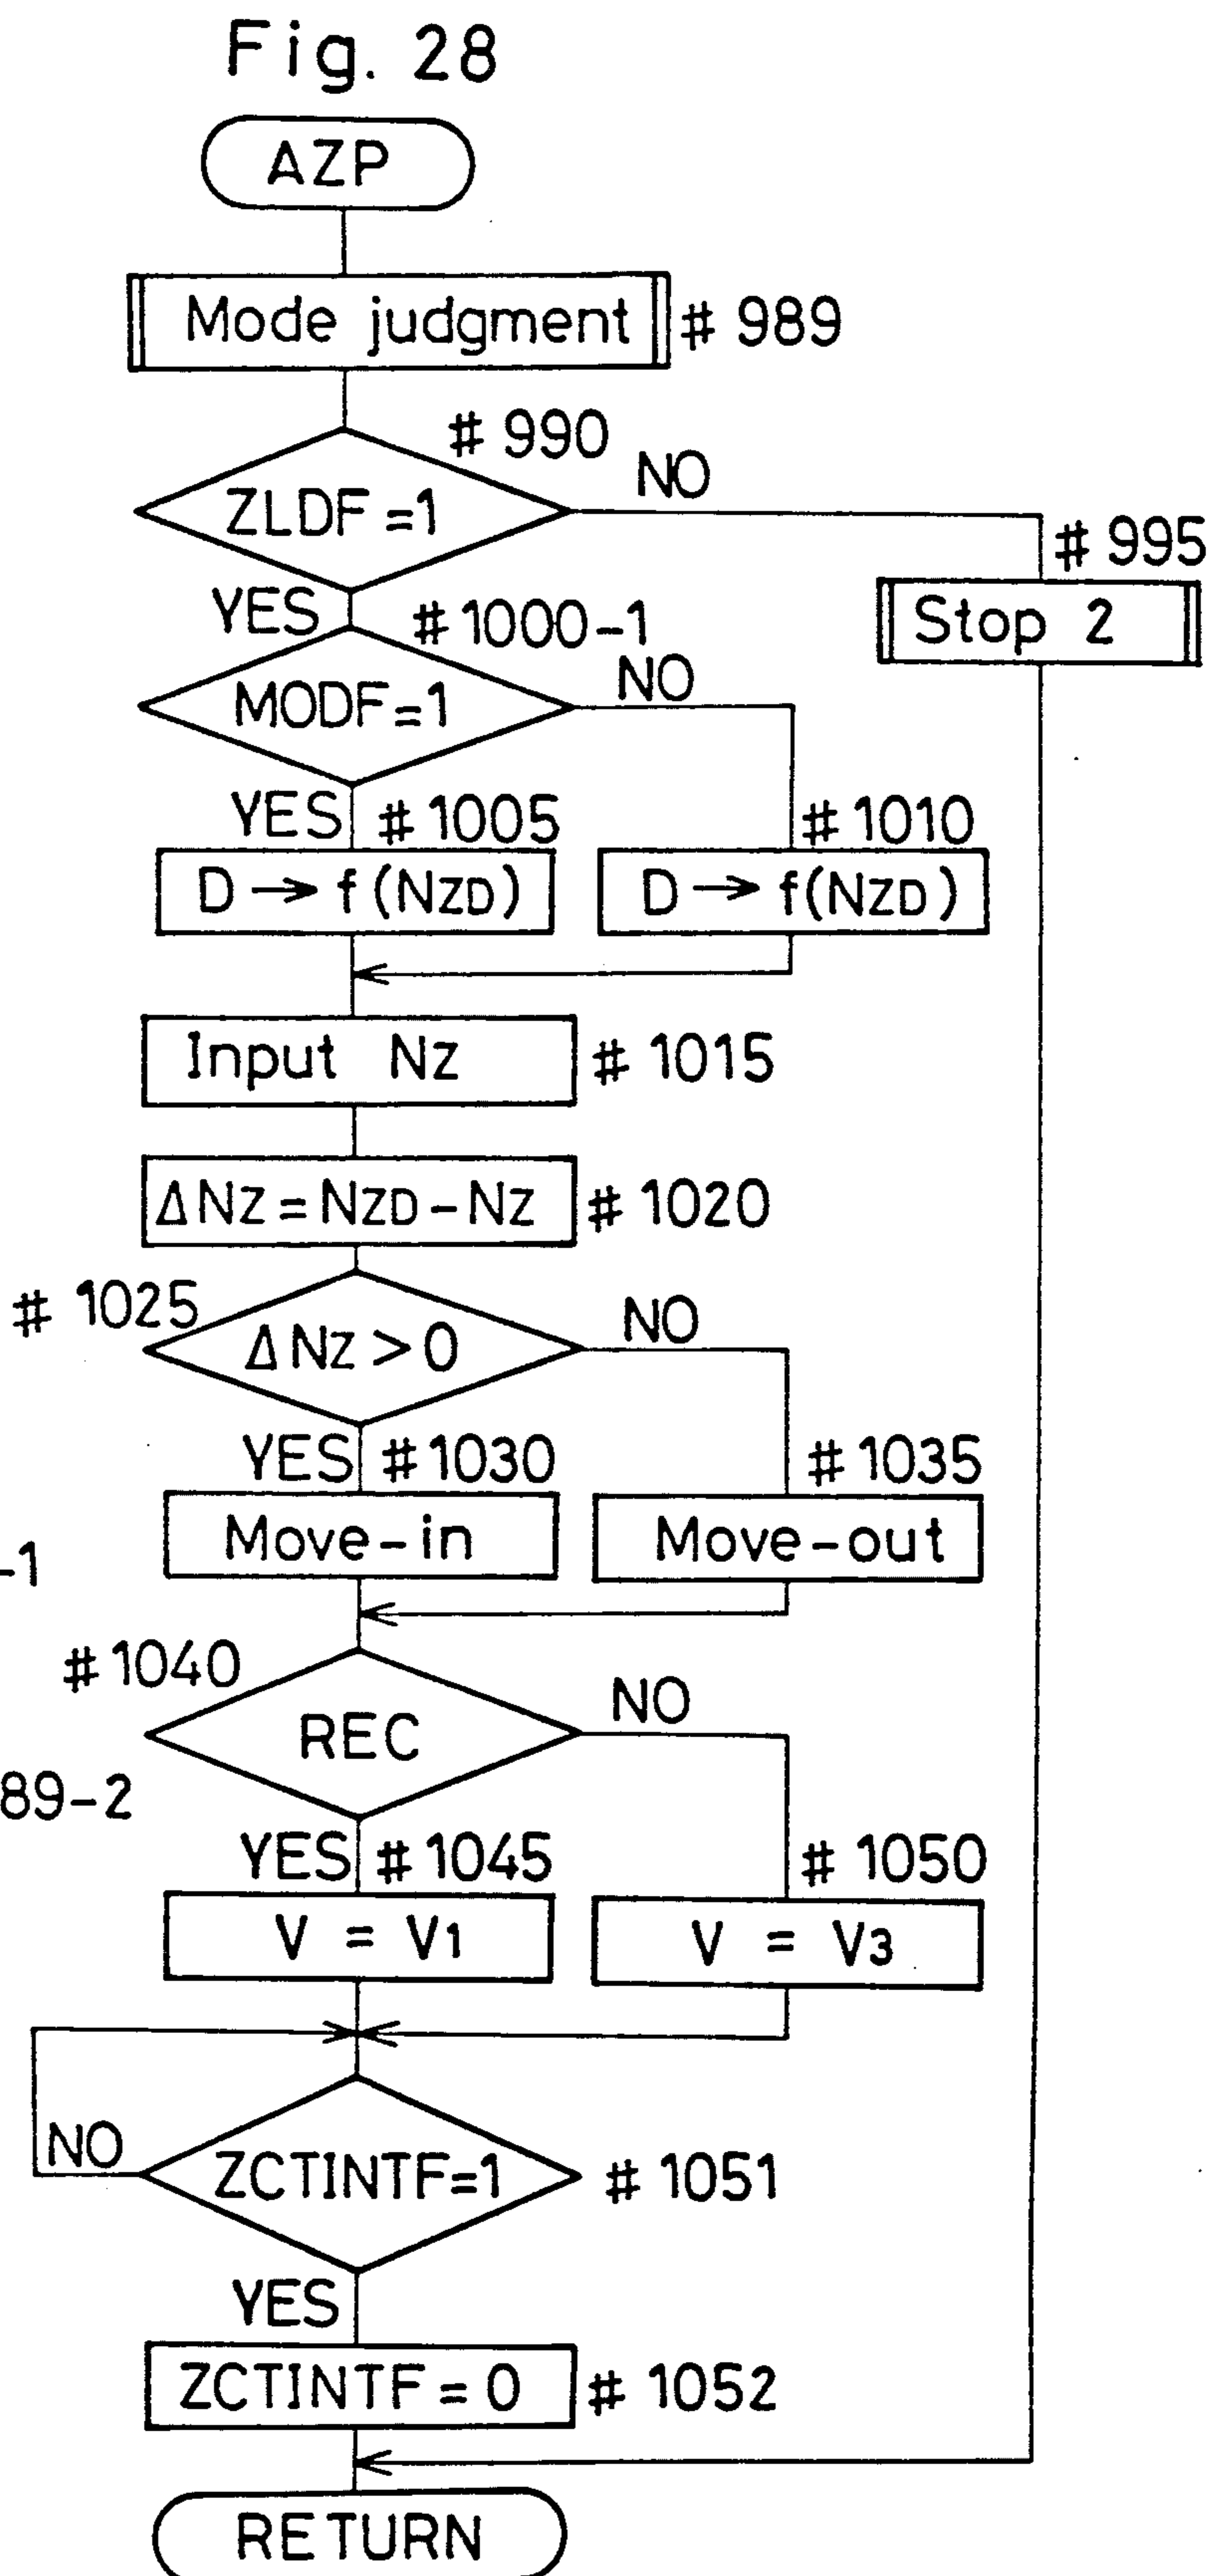 Fig. 28
AZP
Mode judgment # 989
# 990
ZLDF=1 NO
# 995
Stop 2
YES # 1000-1
MODF=1 NO
YES # 1005 # 1010
D → f(NZD) D → f(NZD)
Input NZ # 1015
ΔNZ = NZD - NZ # 1020
# 1025
ΔNZ > 0 NO
YES # 1030 # 1035
Move-in Move-out
-1
# 1040
REC NO
89-2
YES # 1045 # 1050
V = V1 V = V3
NO ZCTINTF=1 # 1051
YES
ZCTINTF = 0 # 1052
RETURN